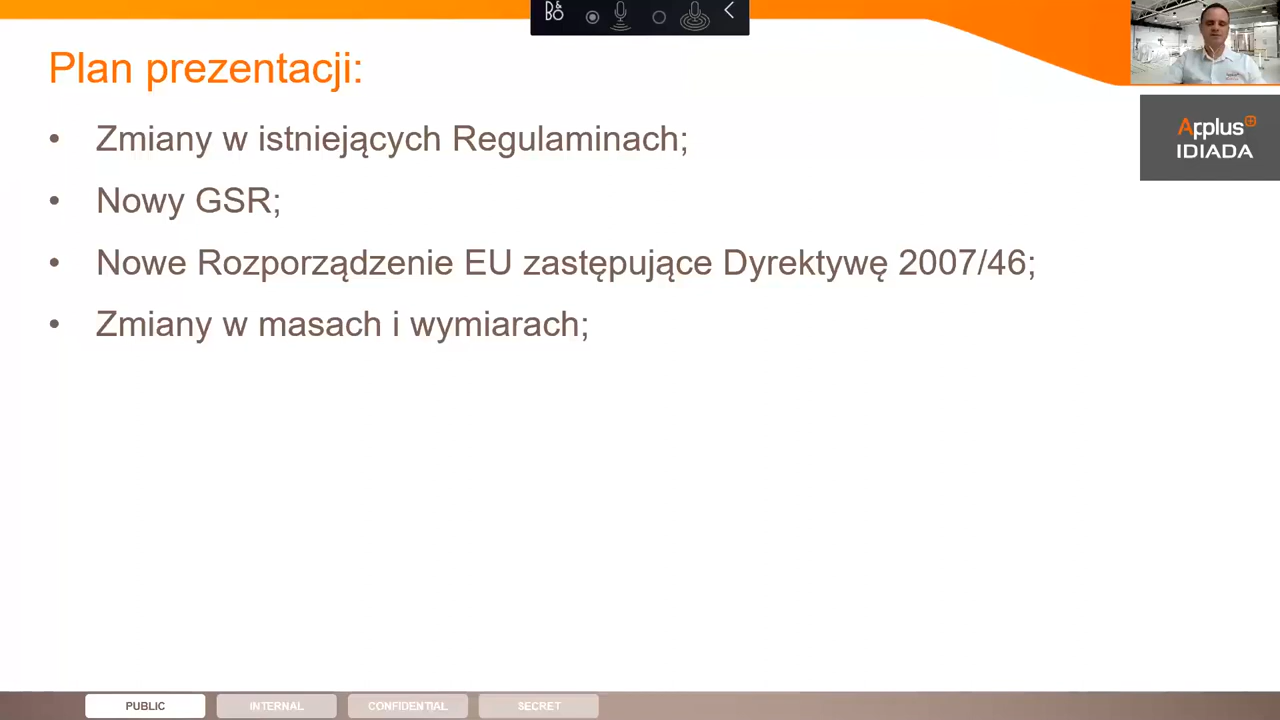 B&O
Plan prezentacji:
• Zmiany w istniejących Regulaminach;
• Nowy GSR;
• Nowe Rozporządzenie EU zastępujące Dyrektywę 2007/46;
• Zmiany w masach i wymiarach;
Applus+
IDIADA
PUBLIC
INTERNAL
CONFIDENTIAL
SECRET